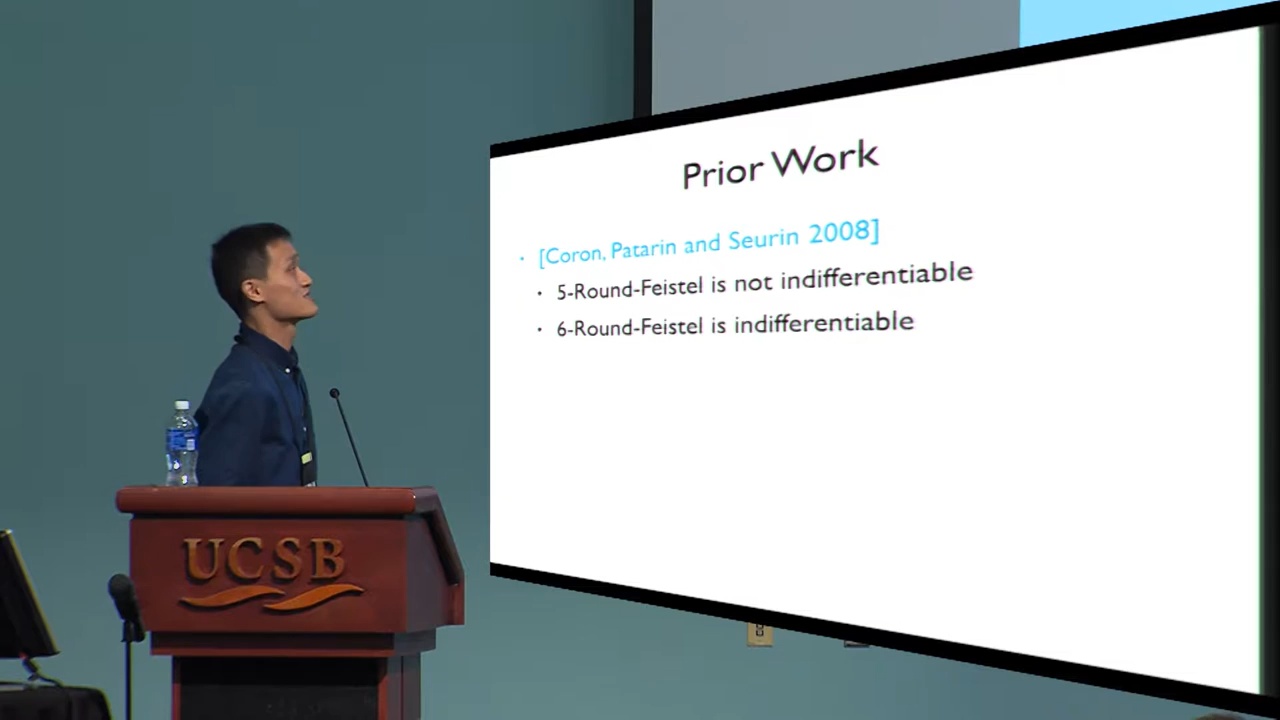 Prior Work
• [Coron, Patarin and Seurin 2008]
• 5-Round-Feistel is not indifferentiable
• 6-Round-Feistel is indifferentiable
UCSB